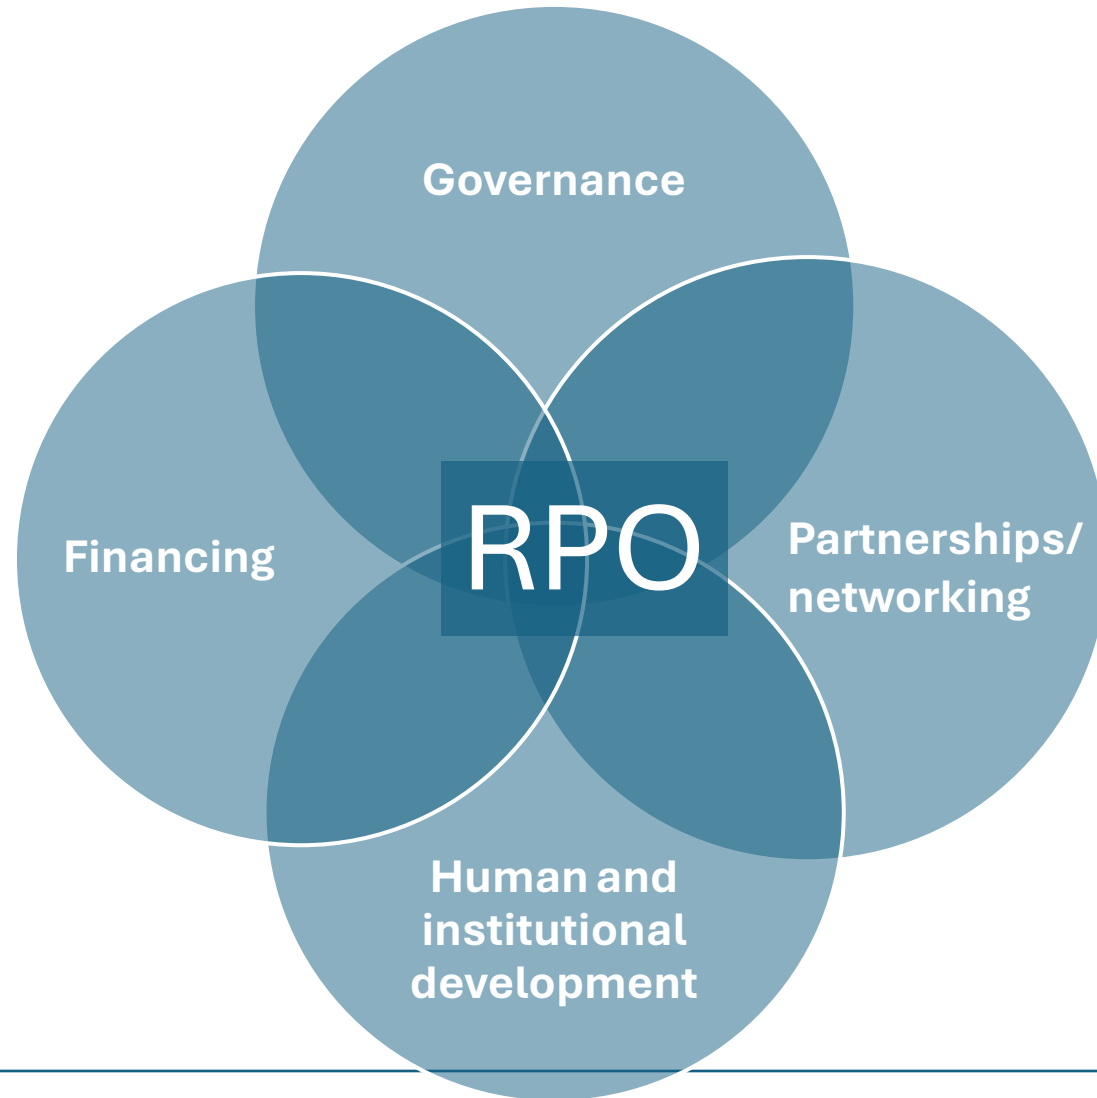 Governance
Financing
RPO
Partnerships/
networking
Human and
institutional
development